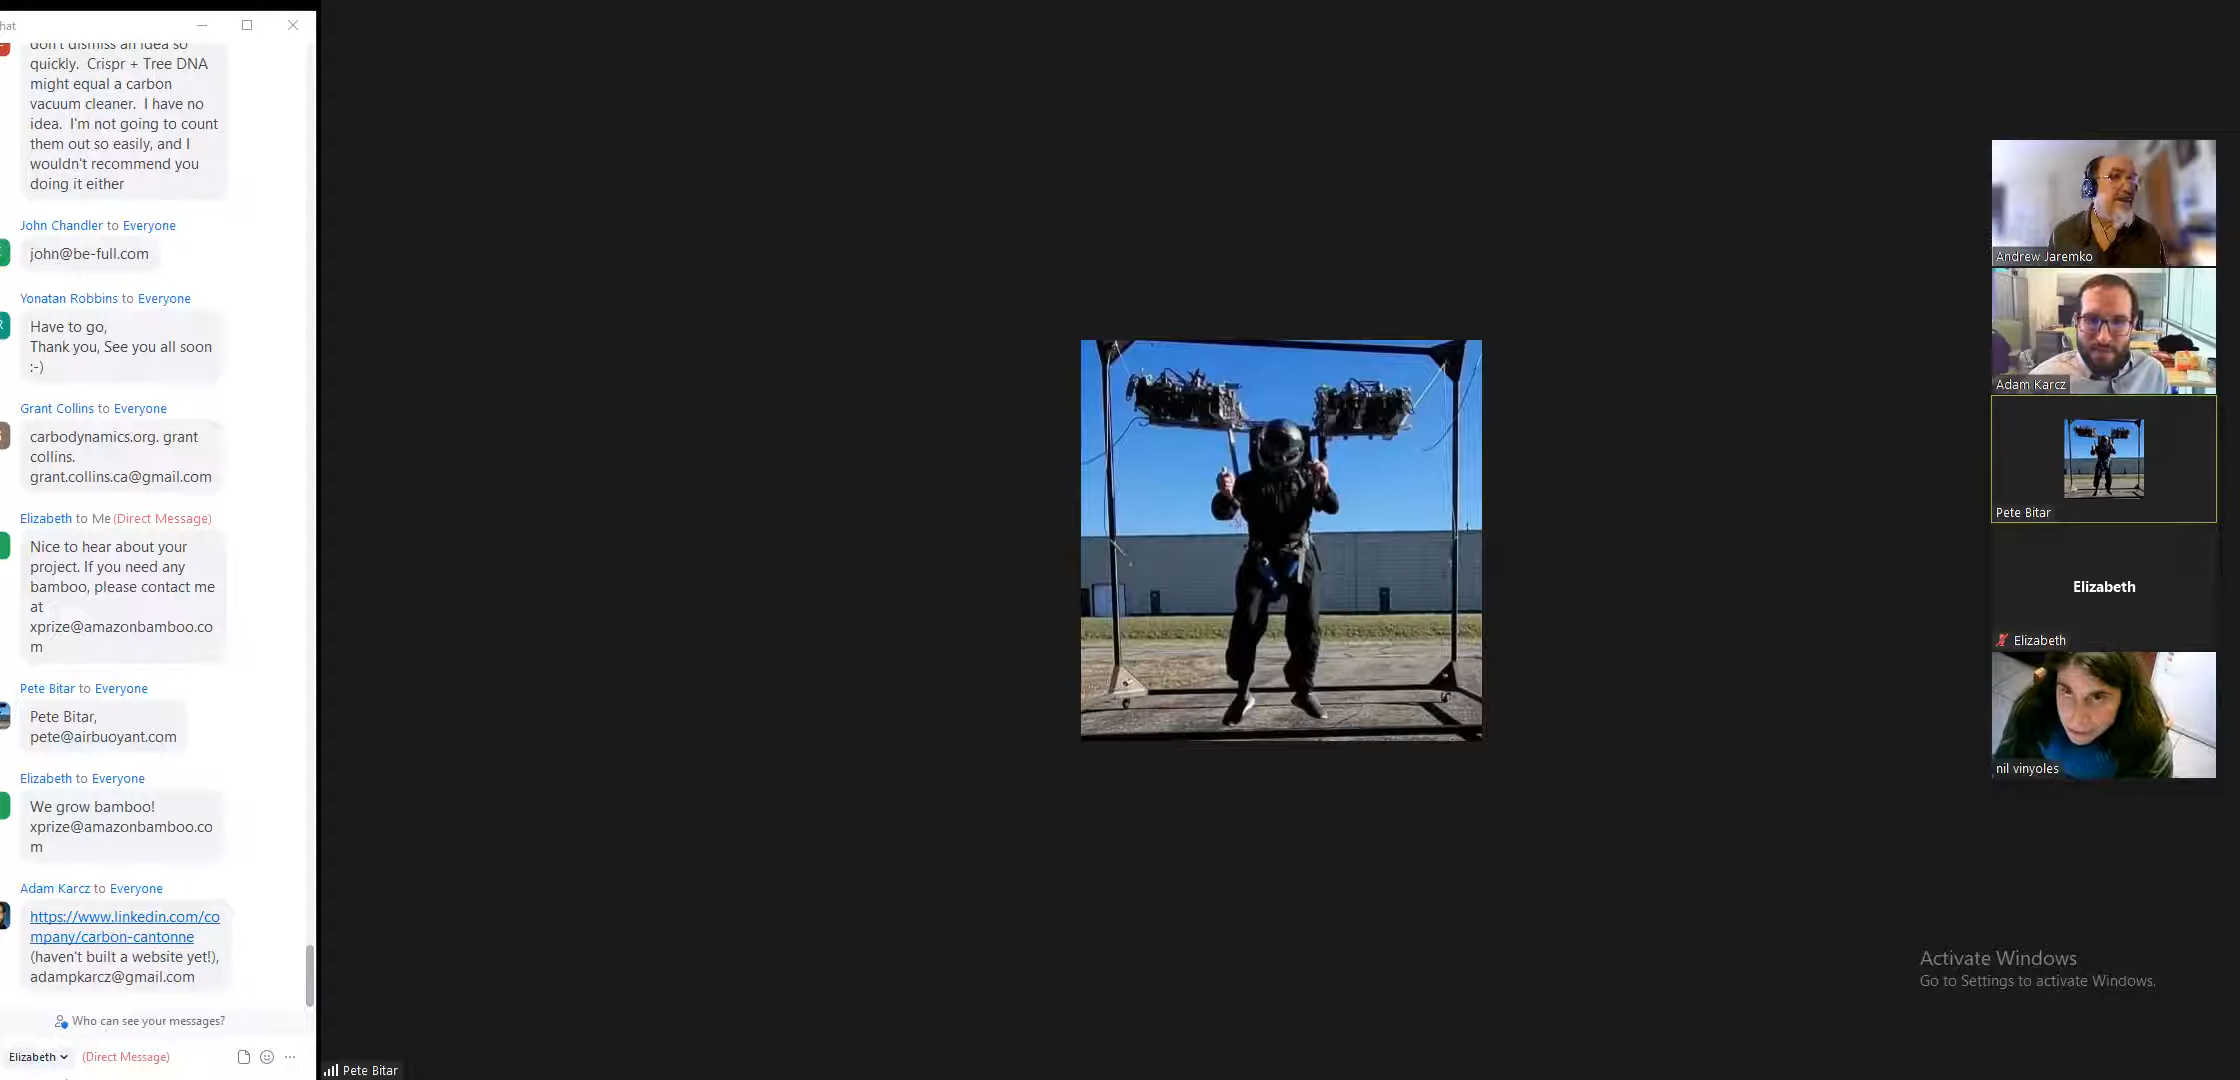 hat
don't dismiss an idea so
quickly. Crispr + Tree DNA
might equal a carbon
vacuum cleaner. I have no
idea. I'm not going to count
them out so easily, and I
wouldn't recommend you
doing it either
John Chandler to Everyone
john@be-full.com
Yonatan Robbins to Everyone
Have to go,
Thank you, See you all soon
:-)
Grant Collins to Everyone
carbodynamics.org. grant
collins.
grant.collins.ca@gmail.com
Elizabeth to Me (Direct Message)
Nice to hear about your
project. If you need any
bamboo, please contact me
at
xprize@amazonbamboo.co
m
Pete Bitar to Everyone
Pete Bitar,
pete@airbuoyant.com
Elizabeth to Everyone
We grow bamboo!
xprize@amazonbamboo.co
m
Adam Karcz to Everyone
https://www.linkedin.com/co
mpany/carbon-cantonne
(haven't built a website yet!),
adampkarcz@gmail.com
Who can see your messages?
Elizabeth (Direct Message)
Pete Bitar
Andrew Jaremko
Adam Karcz
Pete Bitar
Elizabeth
Elizabeth
nil vinyoles
Activate Windows
Go to Settings to activate Windows.